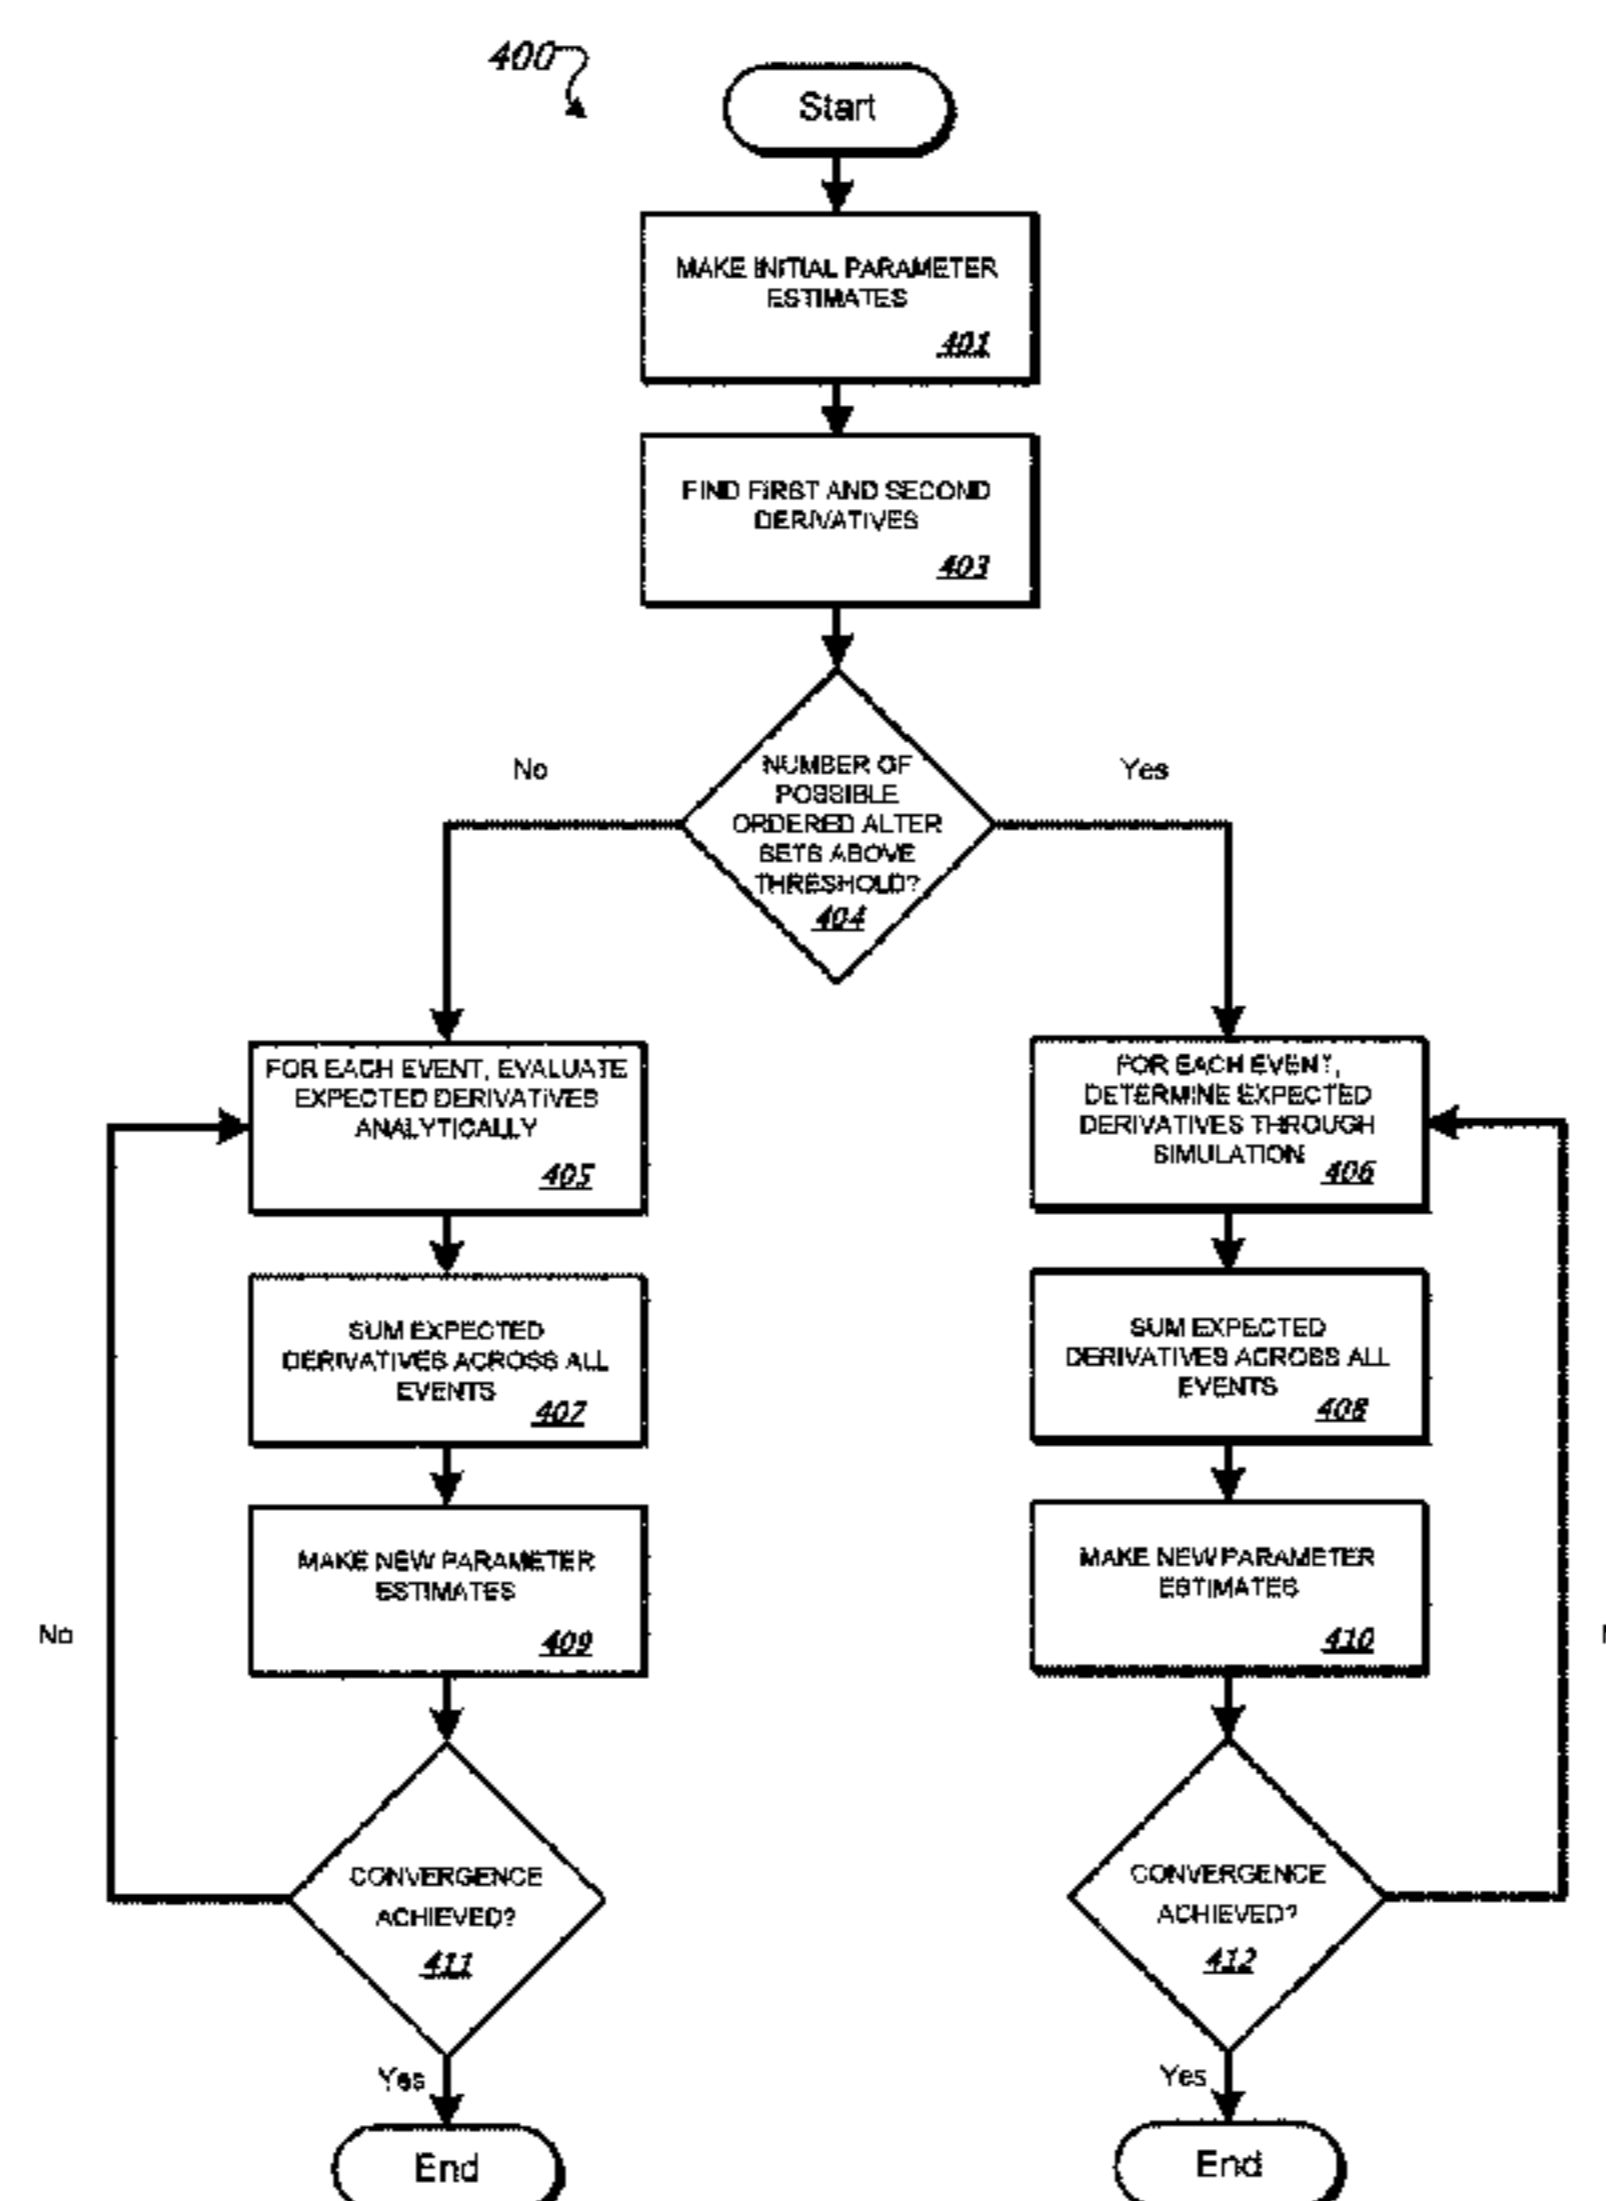 400
Start
MAKE INITIAL PARAMETER
ESTIMATES
401
FIND FIRST AND SECOND
DERIVATIVES
403
No
Yes
NUMBER OF
POSSIBLE
ORDERED ALTER
SETS ABOVE
THRESHOLD?
404
FOR EACH EVENT, EVALUATE
EXPECTED DERIVATIVES
ANALYTICALLY
405
SUM EXPECTED
DERIVATIVES ACROSS ALL
EVENTS
407
MAKE NEW PARAMETER
ESTIMATES
409
No
CONVERGENCE
ACHIEVED?
411
Yes
End
FOR EACH EVENT,
DETERMINE EXPECTED
DERIVATIVES THROUGH
SIMULATION
406
SUM EXPECTED
DERIVATIVES ACROSS ALL
EVENTS
408
MAKE NEW PARAMETER
ESTIMATES
410
CONVERGENCE
ACHIEVED?
412
Yes
End